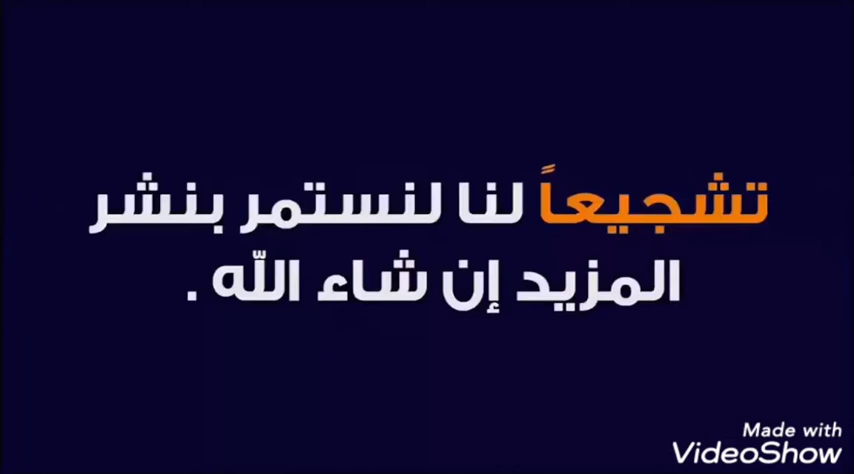 تشجيعاً لنا لنستمر بنشر
المزيد إن شاء اللّه .
Made with
VideoShow